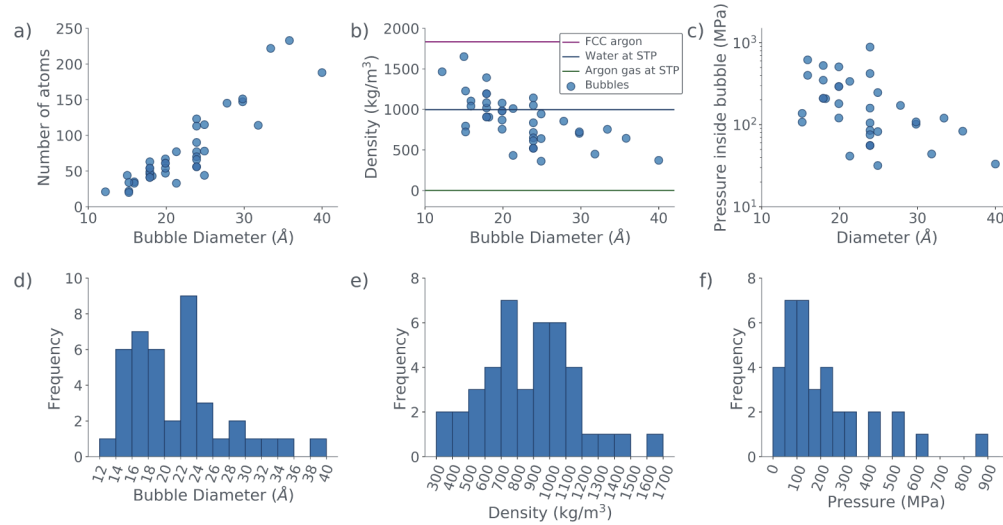 a)
250
200
150
100
50
0
Number of atoms
10 20 30 40
Bubble Diameter (Å)
b)
2000
1500
1000
500
0
Density (kg/m³)
FCC argon
Water at STP
Argon gas at STP
Bubbles
10 20 30 40
Bubble Diameter (Å)
c)
10³
10²
10¹
Pressure inside bubble (MPa)
10 20 30 40
Diameter (Å)
d)
10
8
6
4
2
0
Frequency
12 14 16 18 20 22 24 26 28 30 32 34 36 38 40
Bubble Diameter (Å)
e)
8
6
4
2
0
Frequency
300 400 500 600 700 800 900 1000 1100 1200 1300 1400 1500 1600 1700
Density (kg/m³)
f)
8
6
4
2
0
Frequency
0 100 200 300 400 500 600 700 800 900
Pressure (MPa)